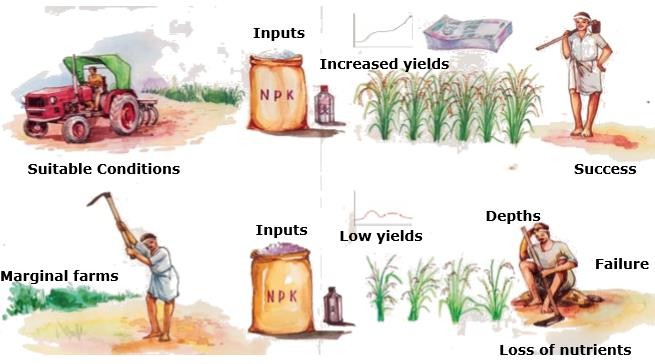 Inputs
Increased yields
NPK
Suitable Conditions
Success
Inputs
Low yields
Depths
Marginal farms
Failure
NPK
Loss of nutrients